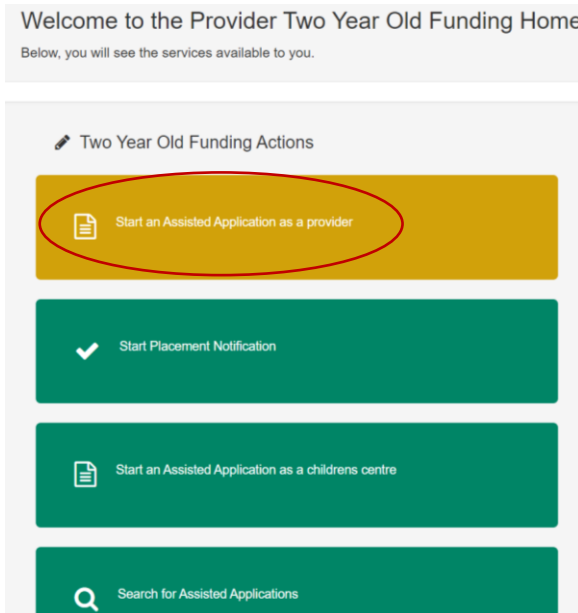 Welcome to the Provider Two Year Old Funding Home
Below, you will see the services available to you.
Two Year Old Funding Actions
Start an Assisted Application as a provider
Start Placement Notification
Start an Assisted Application as a childrens centre
Search for Assisted Applications